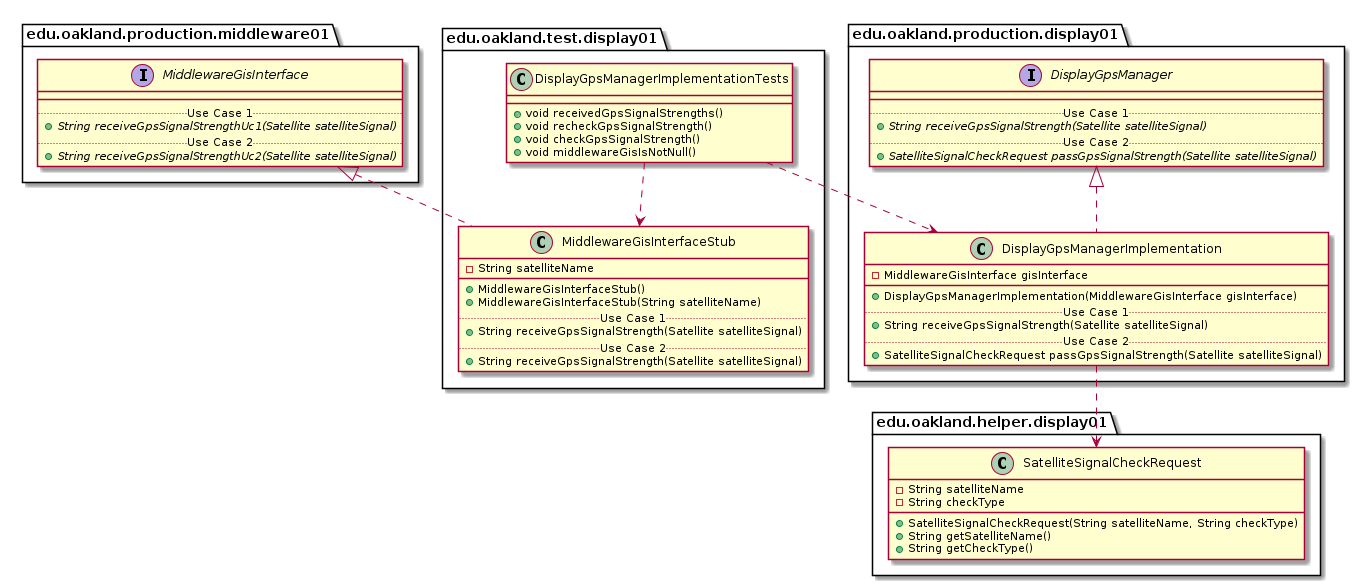 edu.oakland.production.middleware01
I MiddlewareGisInterface
Use Case 1
String receiveGpsSignalStrengthUc1(Satellite satelliteSignal)
Use Case 2
String receiveGpsSignalStrengthUc2(Satellite satelliteSignal)
edu.oakland.test.display01
C DisplayGpsManagerImplementationTests
void receivedGpsSignalStrengths()
void recheckGpsSignalStrength()
void checkGpsSignalStrength()
void middlewareGisIsNotNull()
C MiddlewareGisInterfaceStub
String satelliteName
MiddlewareGisInterfaceStub()
MiddlewareGisInterfaceStub(String satelliteName)
Use Case 1
String receiveGpsSignalStrength(Satellite satelliteSignal)
Use Case 2
String receiveGpsSignalStrength(Satellite satelliteSignal)
edu.oakland.production.display01
I DisplayGpsManager
Use Case 1
String receiveGpsSignalStrength(Satellite satelliteSignal)
Use Case 2
SatelliteSignalCheckRequest passGpsSignalStrength(Satellite satelliteSignal)
C DisplayGpsManagerImplementation
MiddlewareGisInterface gisInterface
DisplayGpsManagerImplementation(MiddlewareGisInterface gisInterface)
Use Case 1
String receiveGpsSignalStrength(Satellite satelliteSignal)
Use Case 2
SatelliteSignalCheckRequest passGpsSignalStrength(Satellite satelliteSignal)
edu.oakland.helper.display01
C SatelliteSignalCheckRequest
String satelliteName
String checkType
SatelliteSignalCheckRequest(String satelliteName, String checkType)
String getSatelliteName()
String getCheckType()